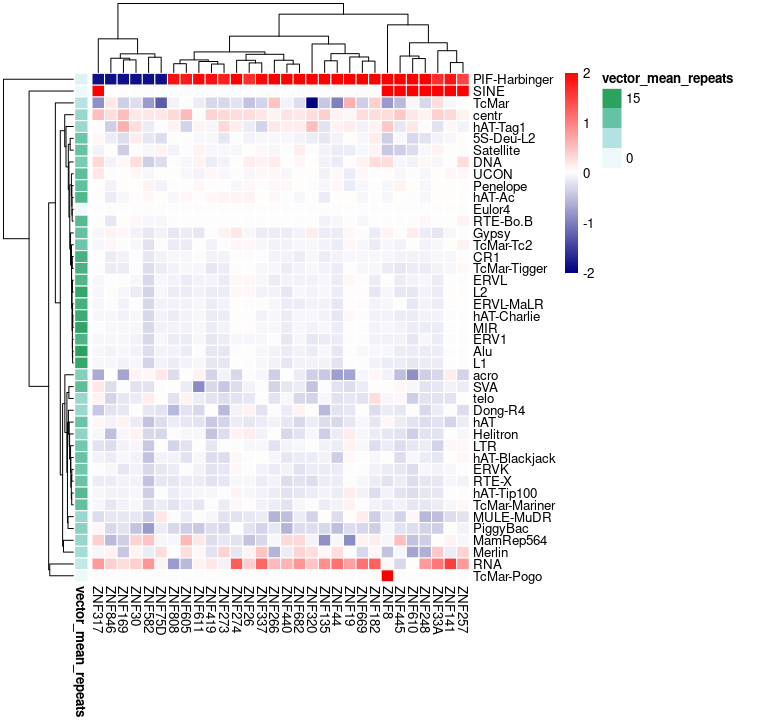 PIF-Harbinger
SINE
TcMar
centr
hAT-Tag1
5S-Deu-L2
Satellite
DNA
UCON
Penelope
hAT-Ac
Eulor4
RTE-Bo.B
Gypsy
TcMar-Tc2
CR1
TcMar-Tigger
ERVL
L2
ERVL-MaLR
hAT-Charlie
MIR
ERV1
Alu
L1
acro
SVA
telo
Dong-R4
hAT
Helitron
LTR
hAT-Blackjack
ERVK
RTE-X
hAT-Tip100
TcMar-Mariner
MULE-MuDR
PiggyBac
MamRep564
Merlin
RNA
TcMar-Pogo
2
1
0
-1
-2
vector_mean_repeats
15
0
vector_mean_repeats
ZNF317
ZNF846
ZNF169
ZNF30
ZNF582
ZNF75D
ZNF808
ZNF605
ZNF611
ZNF419
ZNF273
ZNF274
ZNF26
ZNF337
ZNF266
ZNF440
ZNF682
ZNF320
ZNF135
ZNF44
ZNF19
ZNF669
ZNF182
ZNF8
ZNF445
ZNF610
ZNF248
ZNF33A
ZNF141
ZNF257